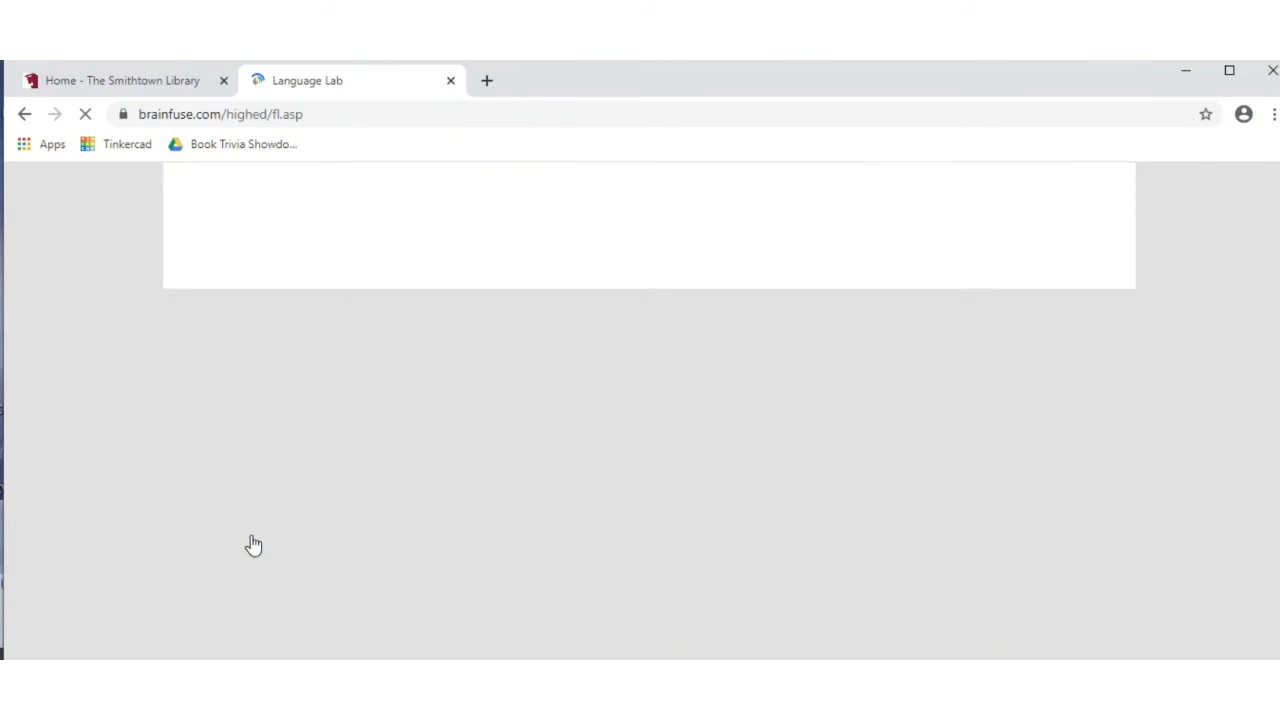 Home - The Smithtown Library
Language Lab
brainfuse.com/highed/fl.asp
Apps
Tinkercad
Book Trivia Showdo...